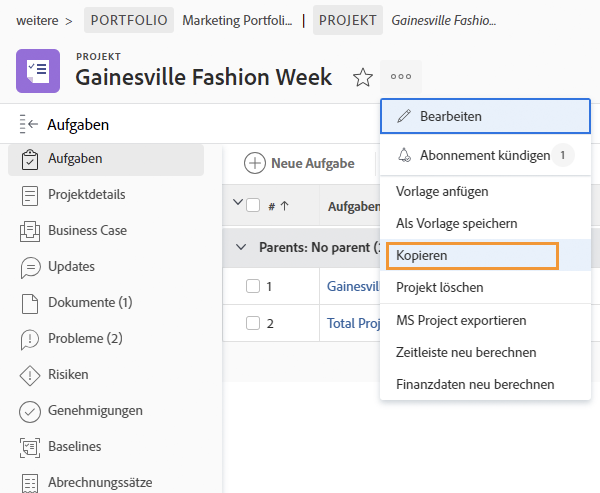 weitere > PORTFOLIO Marketing Portfoli... | PROJEKT Gainesville Fashio...
PROJEKT
Gainesville Fashion Week
Aufgaben
Aufgaben
Projektdetails
Business Case
Updates
Dokumente (1)
Probleme (2)
Risiken
Genehmigungen
Baselines
Abrechnungssätze
Neue Aufgabe
# ↑ Aufgaben
Parents: No parent (
1 Gainesvil
2 Total Proj
Bearbeiten
Abonnement kündigen 1
Vorlage anfügen
Als Vorlage speichern
Kopieren
Projekt löschen
MS Project exportieren
Zeitleiste neu berechnen
Finanzdaten neu berechnen